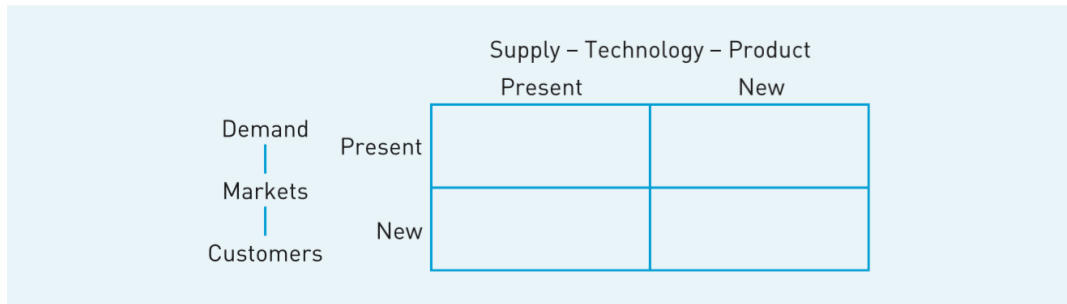 Supply – Technology – Product
Present New
Demand
Present
Markets
New
Customers